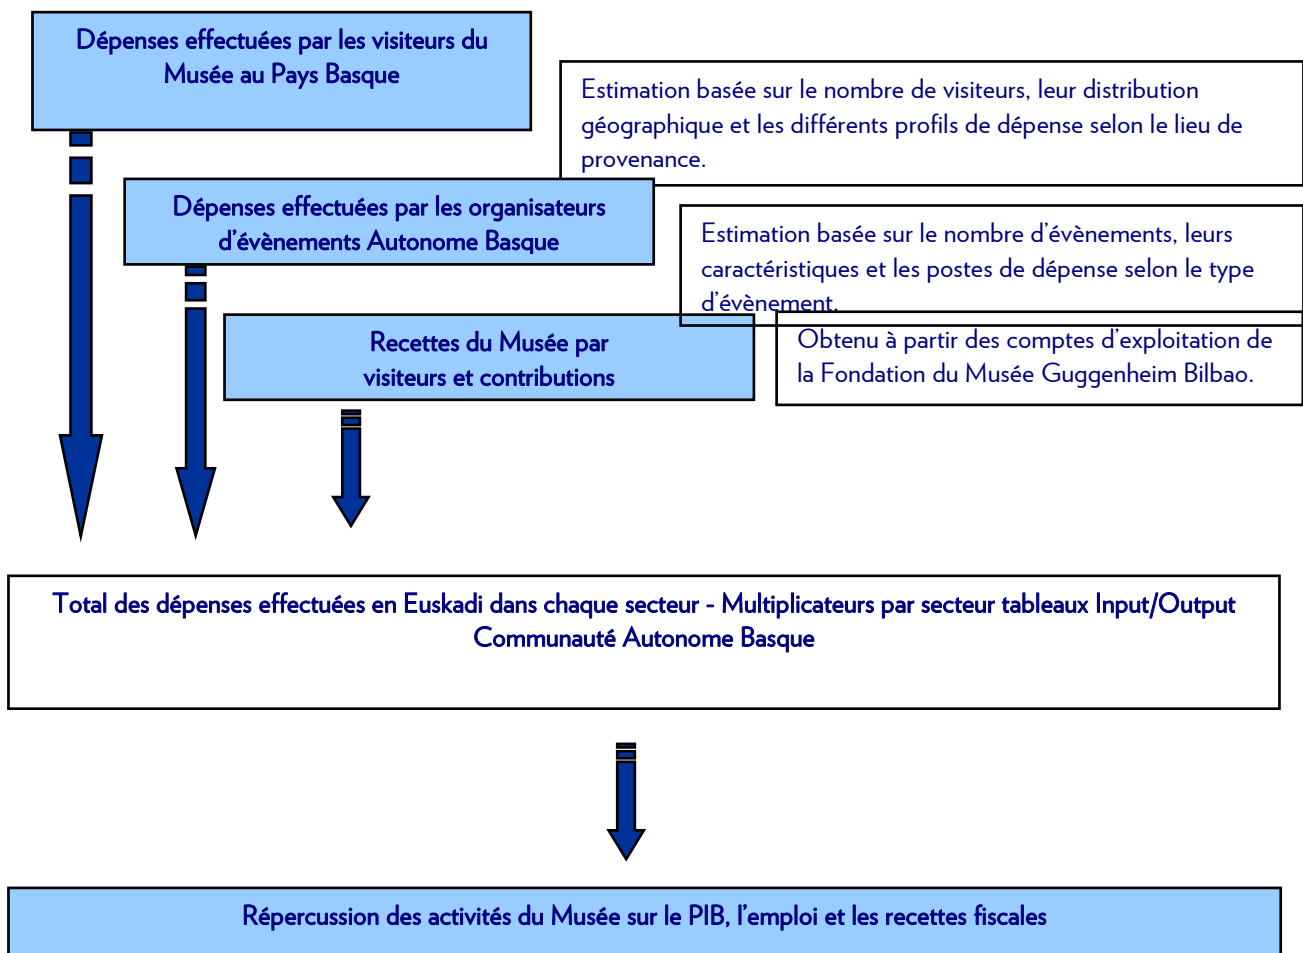 Dépenses effectuées par les visiteurs du
Musée au Pays Basque
Estimation basée sur le nombre de visiteurs, leur distribution
géographique et les différents profils de dépense selon le lieu de
provenance.
Dépenses effectuées par les organisateurs
d'évènements Autonome Basque
Estimation basée sur le nombre d'évènements, leurs
caractéristiques et les postes de dépense selon le type
d'évènement.
Recettes du Musée par
visiteurs et contributions
Obtenu à partir des comptes d'exploitation de
la Fondation du Musée Guggenheim Bilbao.
Total des dépenses effectuées en Euskadi dans chaque secteur - Multiplicateurs par secteur tableaux Input/Output
Communauté Autonome Basque
Répercussion des activités du Musée sur le PIB, l'emploi et les recettes fiscales